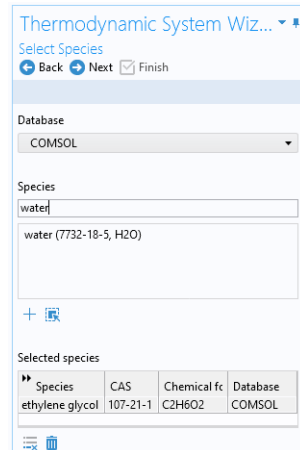 Thermodynamic System Wiz...
Select Species
Back Next Finish
Database
COMSOL
Species
water
water (7732-18-5, H2O)
Selected species
Species CAS Chemical fc Database
ethylene glycol 107-21-1 C2H6O2 COMSOL